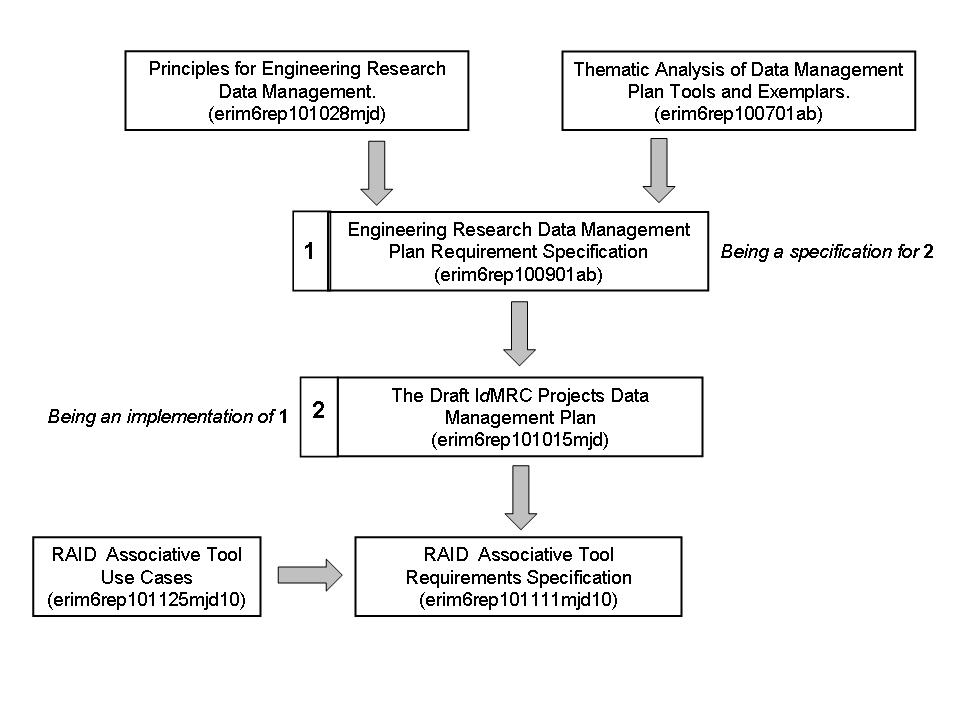 Principles for Engineering Research
Data Management.
(erim6rep101028mjd)
Thematic Analysis of Data Management
Plan Tools and Exemplars.
(erim6rep100701ab)
1
Engineering Research Data Management
Plan Requirement Specification
(erim6rep100901ab)
Being a specification for 2
Being an implementation of 1
2
The Draft IdMRC Projects Data
Management Plan
(erim6rep101015mjd)
RAID Associative Tool
Use Cases
(erim6rep101125mjd10)
RAID Associative Tool
Requirements Specification
(erim6rep101111mjd10)